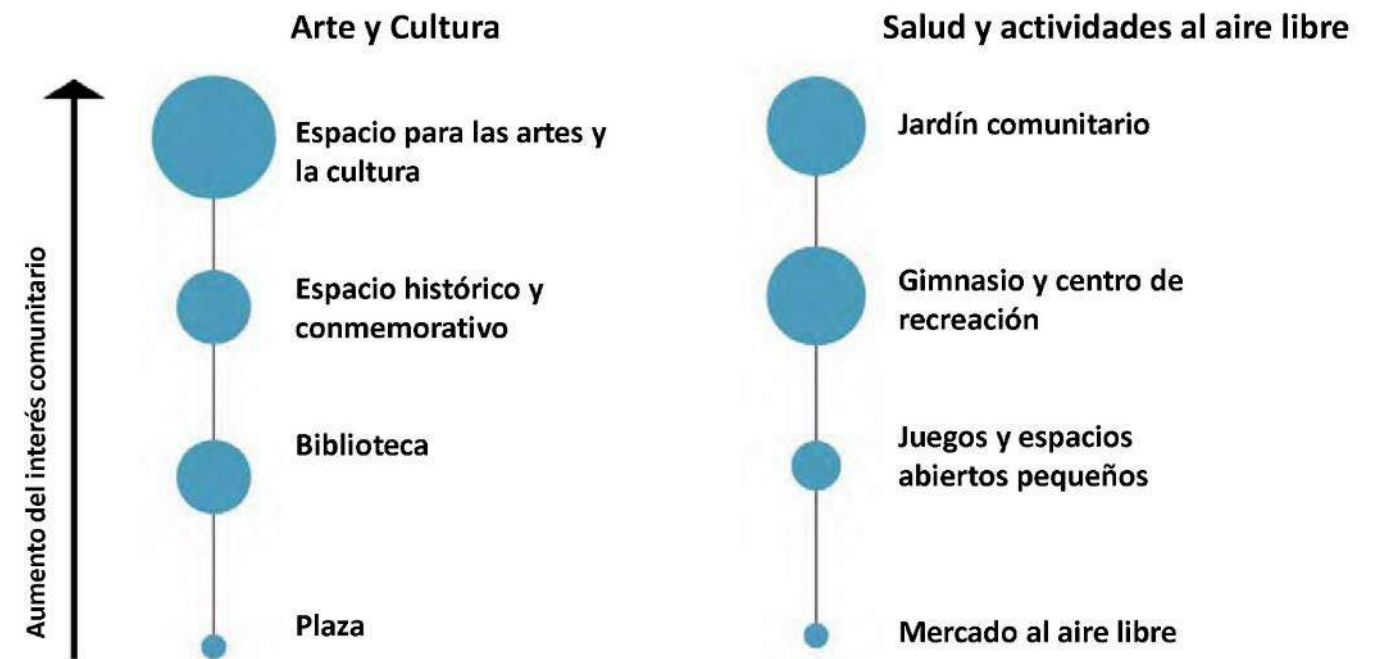 Arte y Cultura
Espacio para las artes y
la cultura
Espacio histórico y
conmemorativo
Biblioteca
Plaza
Aumento del interés comunitario
Salud y actividades al aire libre
Jardín comunitario
Gimnasio y centro de
recreación
Juegos y espacios
abiertos pequeños
Mercado al aire libre